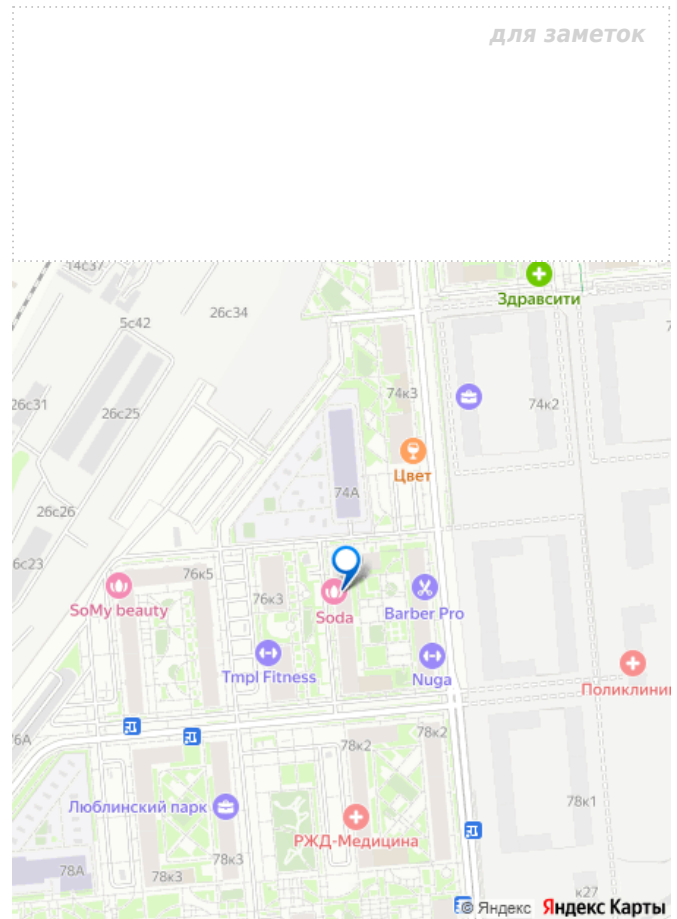 для заметок
14с37
Здравсити
26с34
5с42
74к3
26с31
74к2
26с25
Цвет
74А
26с26
6с23
76к5
76к3
SoMy beauty
Soda
Barber Pro
Tmpl Fitness
Nuga
Поликлини
78к2
78к2
6А
78к1
Люблинский парк
РЖД-Медицина
78к3
78А
78к3
к27
© Яндекс Яндекс Карты